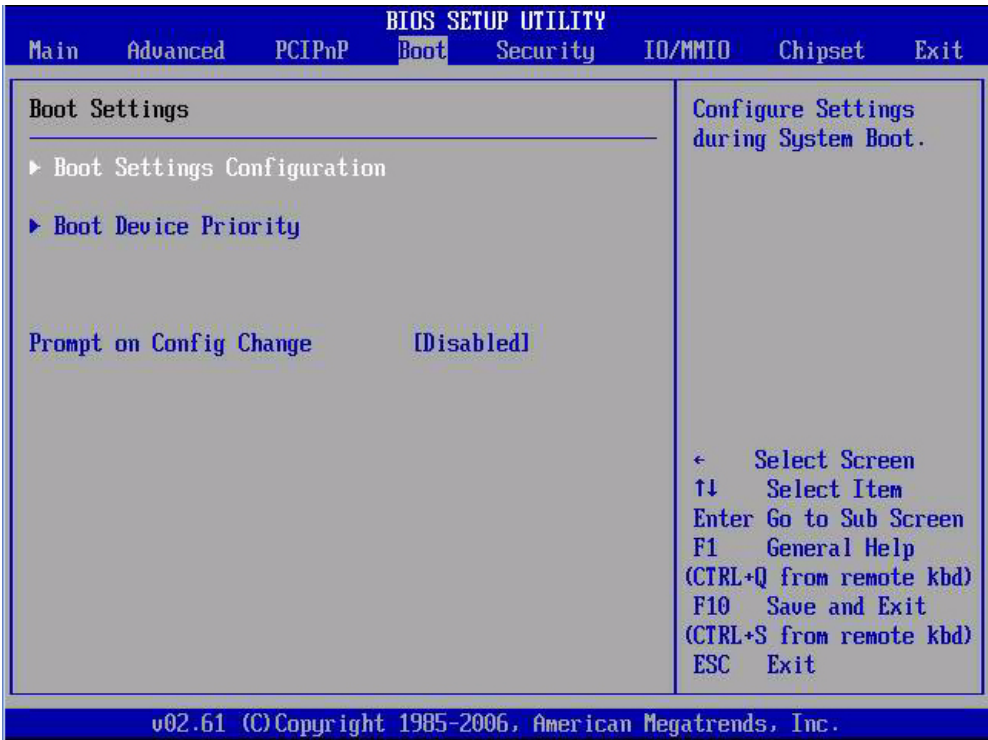 BIOS SETUP UTILITY
Main Advanced PCIPnP Boot Security IO/MMIO Chipset Exit
Boot Settings
▶ Boot Settings Configuration
▶ Boot Device Priority
Prompt on Config Change [Disabled]
Configure Settings
during System Boot.
← Select Screen
↑↓ Select Item
Enter Go to Sub Screen
F1 General Help
(CTRL+Q from remote kbd)
F10 Save and Exit
(CTRL+S from remote kbd)
ESC Exit
v02.61 (C)Copyright 1985-2006, American Megatrends, Inc.